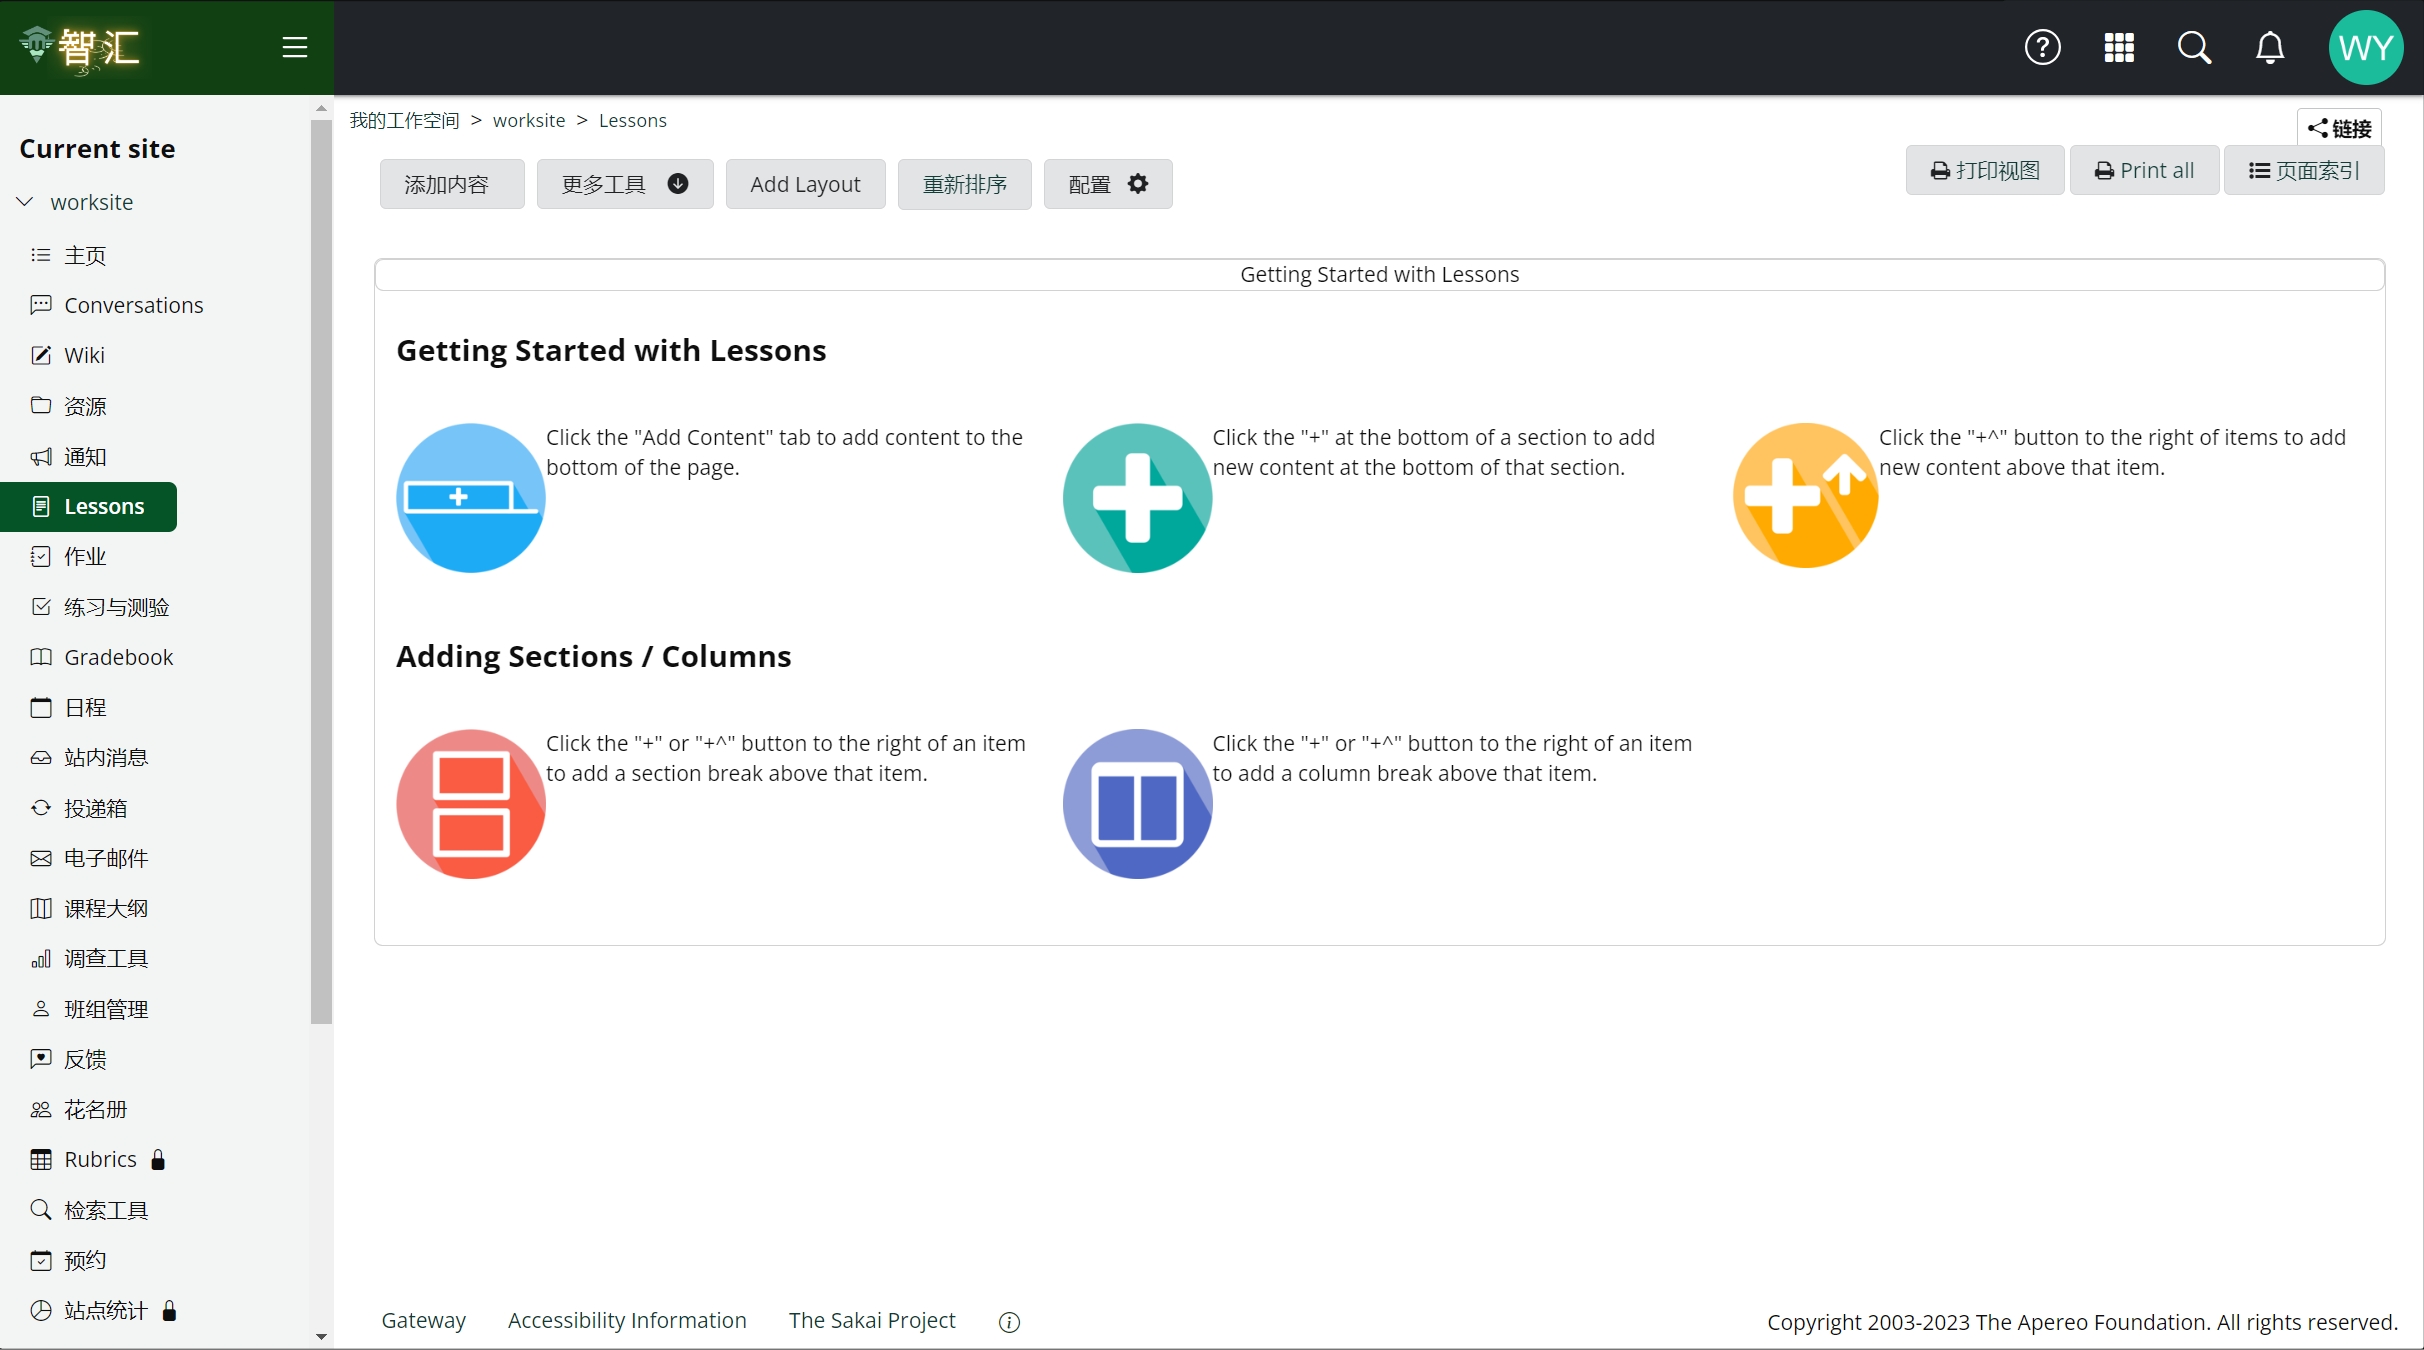 智汇
WY
Current site
worksite
主页
Conversations
Wiki
资源
通知
Lessons
作业
练习与测验
Gradebook
日程
站内消息
投递箱
电子邮件
课程大纲
调查工具
班组管理
反馈
花名册
Rubrics
检索工具
预约
站点统计
我的工作空间 > worksite > Lessons
链接
添加内容
更多工具
Add Layout
重新排序
配置
打印视图
Print all
页面索引
Getting Started with Lessons
Getting Started with Lessons
Click the "Add Content" tab to add content to the
bottom of the page.
Click the "+" at the bottom of a section to add
new content at the bottom of that section.
Click the "+^" button to the right of items to add
new content above that item.
Adding Sections / Columns
Click the "+" or "+^" button to the right of an item
to add a section break above that item.
Click the "+" or "+^" button to the right of an item
to add a column break above that item.
Gateway
Accessibility Information
The Sakai Project
Copyright 2003-2023 The Apereo Foundation. All rights reserved.